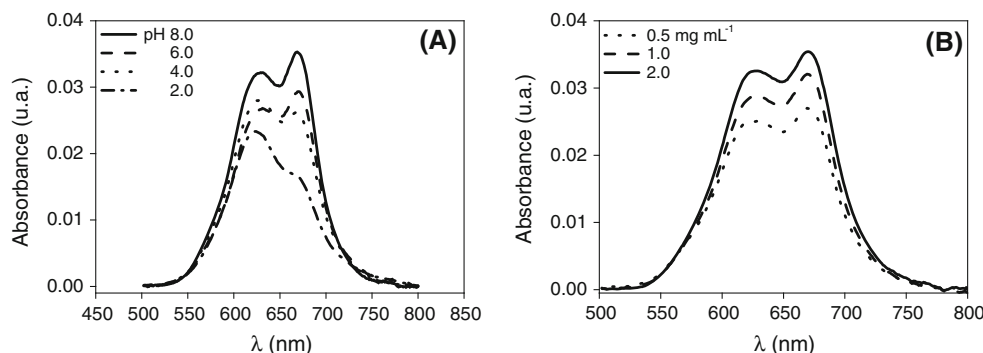 (A)
pH 8.0
6.0
4.0
2.0
Absorbance (u.a.)
0.04
0.03
0.02
0.01
0.00
450 500 550 600 650 700 750 800 850
λ (nm)
(B)
0.5 mg mL⁻¹
1.0
2.0
Absorbance (u.a.)
0.04
0.03
0.02
0.01
0.00
500 550 600 650 700 750 800
λ (nm)